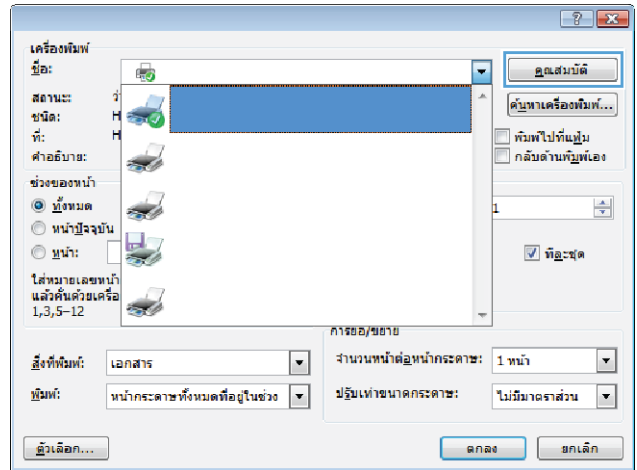 เครื่องพิมพ์
ชื่อ:
คุณสมบัติ
สถานะ: ว่
ค้นหาเครื่องพิมพ์...
ชนิด: H
ที่: H
พิมพ์ไปที่แฟ้ม
คำอธิบาย:
กลับด้านพิมพ์เอง
ช่วงของหน้า
ทั้งหมด
1
หน้าปัจจุบัน
หน้า:
ทีละชุด
ใส่หมายเลขหน้า
แล้วคั่นด้วยเครื่อ
1,3,5–12
การย่อ/ขยาย
สิ่งที่พิมพ์: เอกสาร
จำนวนหน้าต่อหน้ากระดาษ: 1 หน้า
พิมพ์: หน้ากระดาษทั้งหมดที่อยู่ในช่วง
ปรับเท่าขนาดกระดาษ: ไม่มีมาตราส่วน
ตัวเลือก...
ตกลง
ยกเลิก